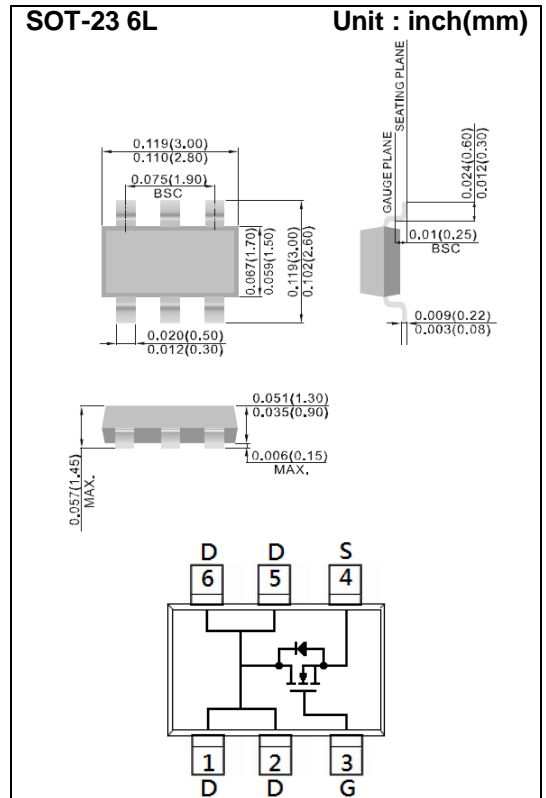 SOT-23 6L Unit : inch(mm)
SEATING PLANE
GAUGE PLANE
0.119(3.00)
0.110(2.80)
0.075(1.90)
BSC
0.024(0.60)
0.012(0.30)
0.067(1.70)
0.059(1.50)
0.119(3.00)
0.102(2.60)
0.01(0.25)
BSC
0.009(0.22)
0.003(0.08)
0.020(0.50)
0.012(0.30)
0.051(1.30)
0.035(0.90)
0.006(0.15)
MAX.
0.057(1.45)
MAX.
D D S
6 5 4
1 2 3
D D G